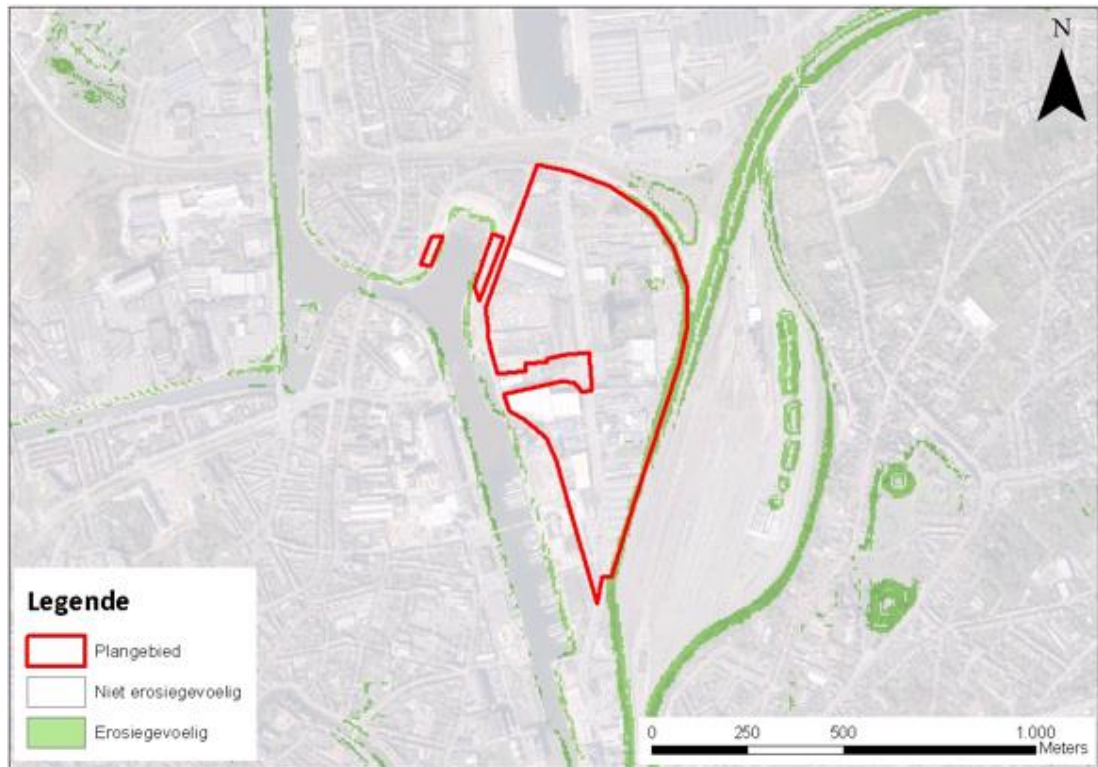 N
Legende
Plangebied
Niet erosiegevoelig
Erosiegevoelig
0 250 500 1.000
Meters